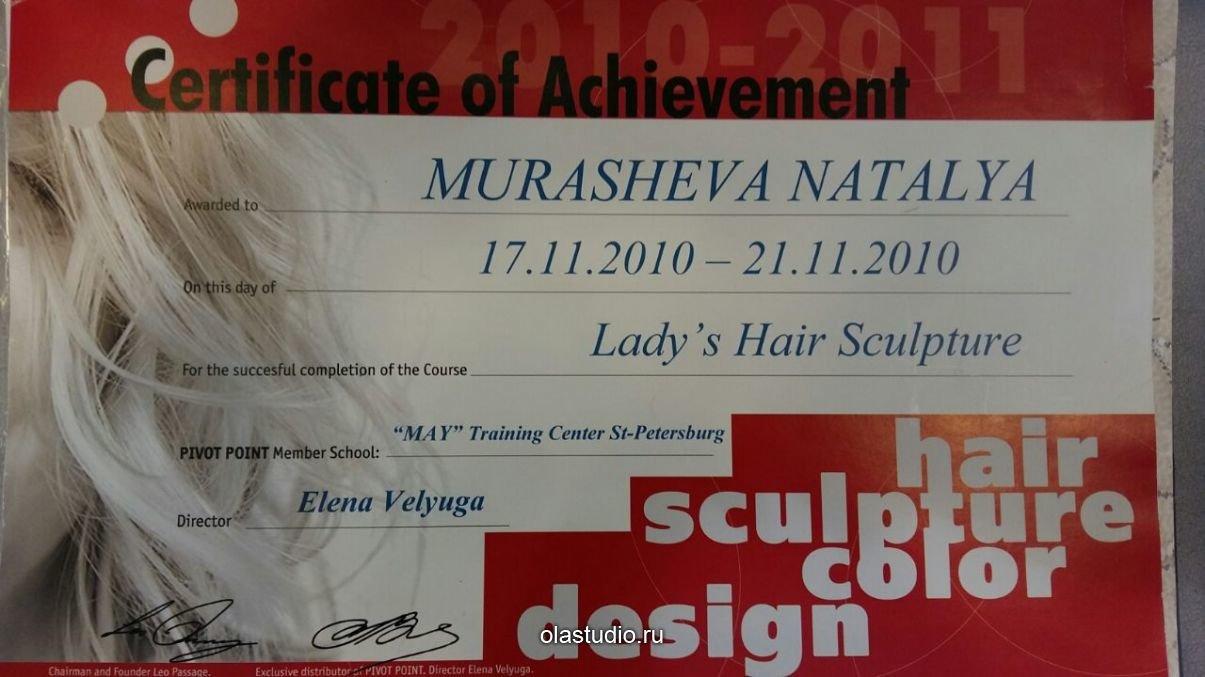 2010-2011
Certificate of Achievement
Awarded to MURASHEVA NATALYA
On this day of 17.11.2010 – 21.11.2010
For the succesful completion of the Course Lady’s Hair Sculpture
PIVOT POINT Member School: “MAY” Training Center St-Petersburg
Director Elena Velyuga
hair
sculpture
color
design
olastudio.ru
Chairman and Founder Leo Passage. Exclusive distributor of PIVOT POINT. Director Elena Velyuga.